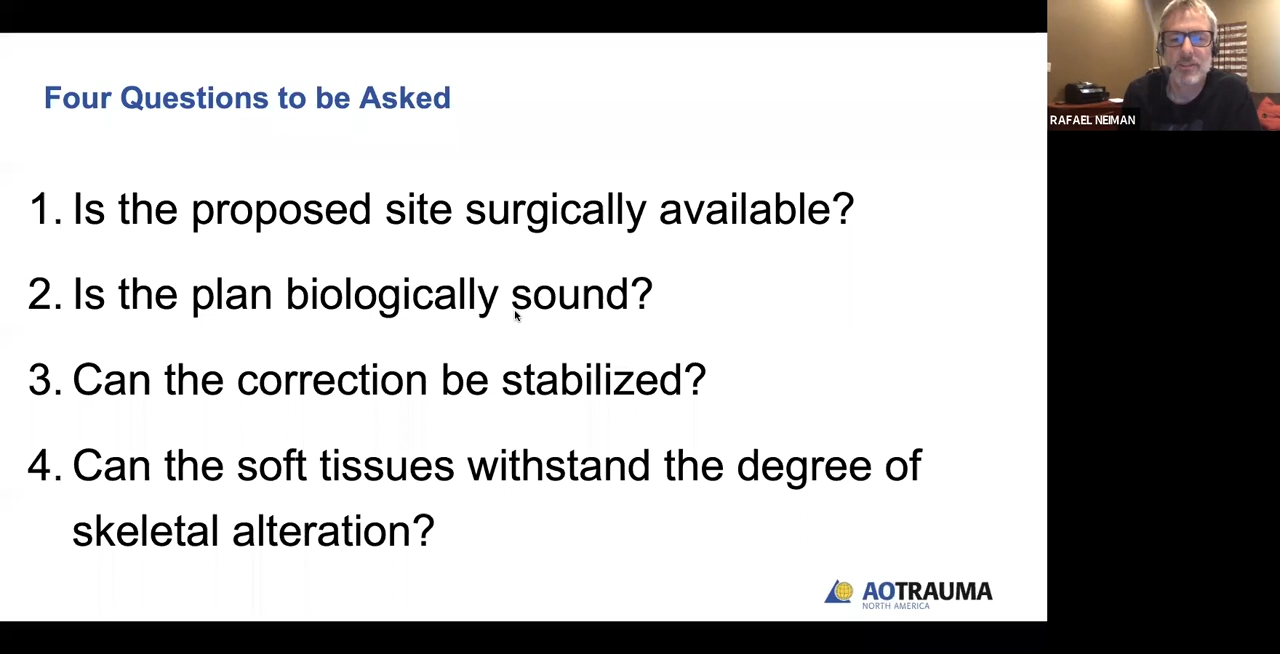 Four Questions to be Asked
1. Is the proposed site surgically available?
2. Is the plan biologically sound?
3. Can the correction be stabilized?
4. Can the soft tissues withstand the degree of
skeletal alteration?
AOTRAUMA
NORTH AMERICA
RAFAEL NEIMAN